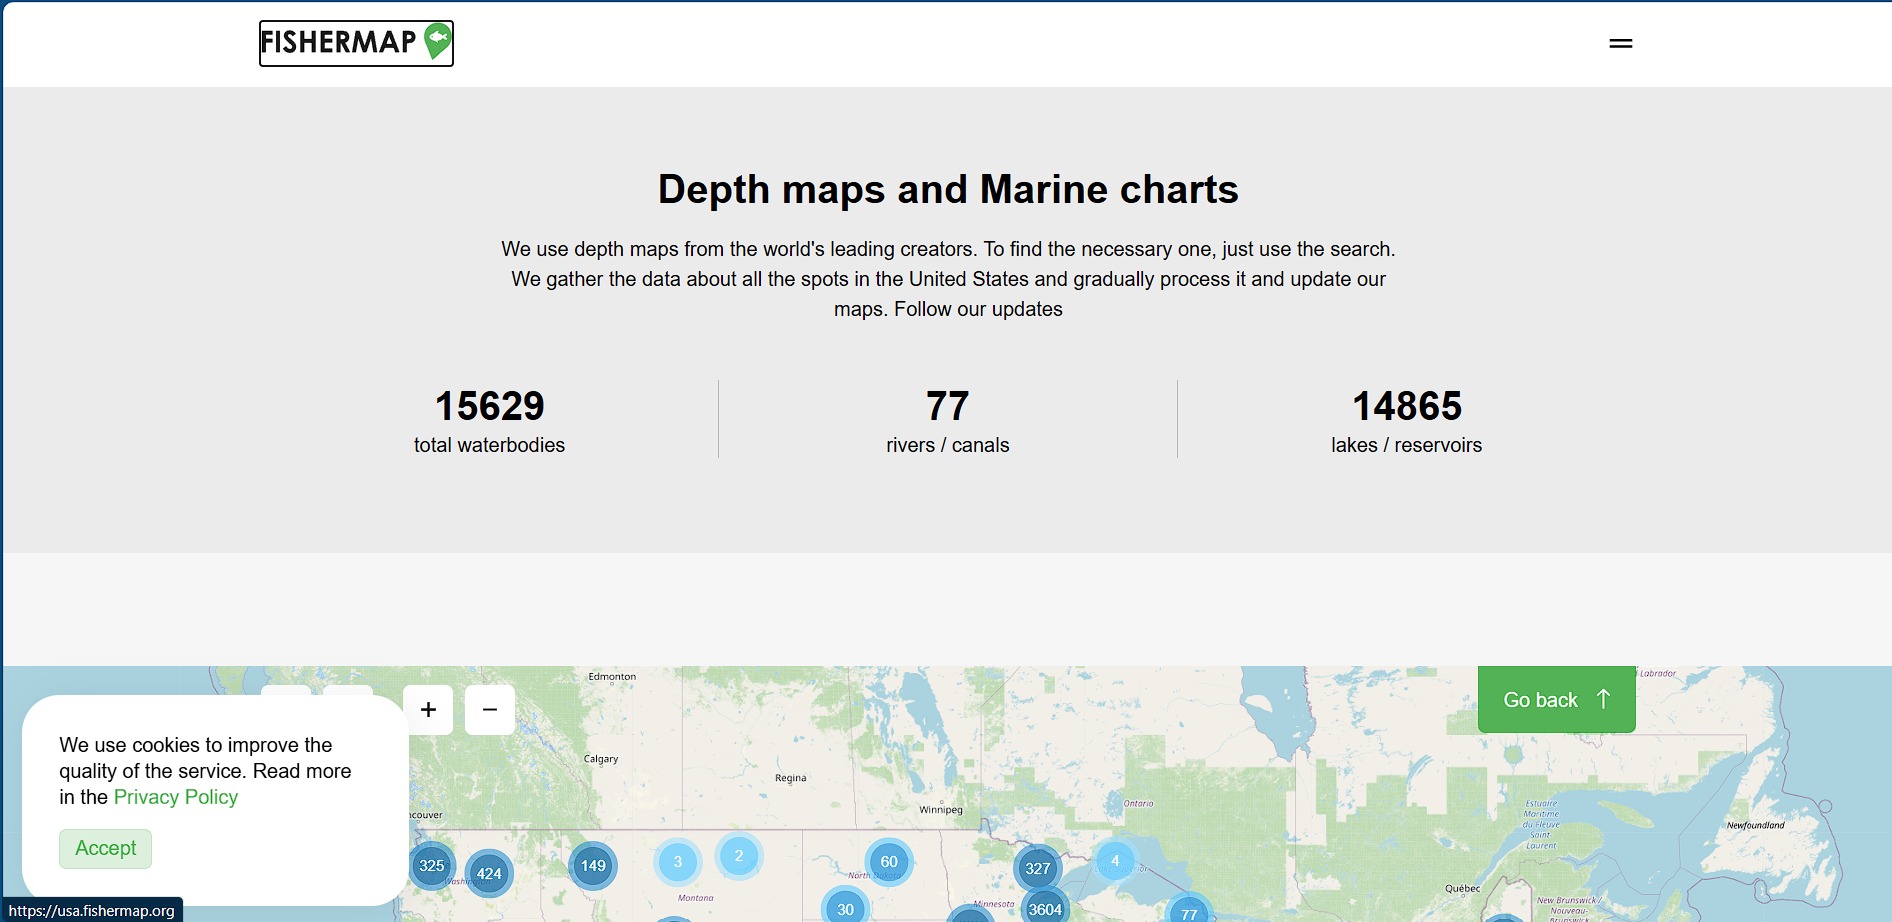 FISHERMAP
Depth maps and Marine charts
We use depth maps from the world's leading creators. To find the necessary one, just use the search.
We gather the data about all the spots in the United States and gradually process it and update our
maps. Follow our updates
15629
total waterbodies
77
rivers / canals
14865
lakes / reservoirs
Edmonton
Labrador
+
−
Go back ↑
We use cookies to improve the
quality of the service. Read more
in the Privacy Policy
Accept
Calgary
Regina
Winnipeg
Ontario
Estuaire
Maritime
du Fleuve
Saint
Laurent
Newfoundland
ncouver
325
424
149
3
2
60
327
4
Washington
Montana
North Dakota
Lake Superior
Minnesota
30
3604
77
Québec
New Brunswick /
Nouveau-
Brunswick
https://usa.fishermap.org